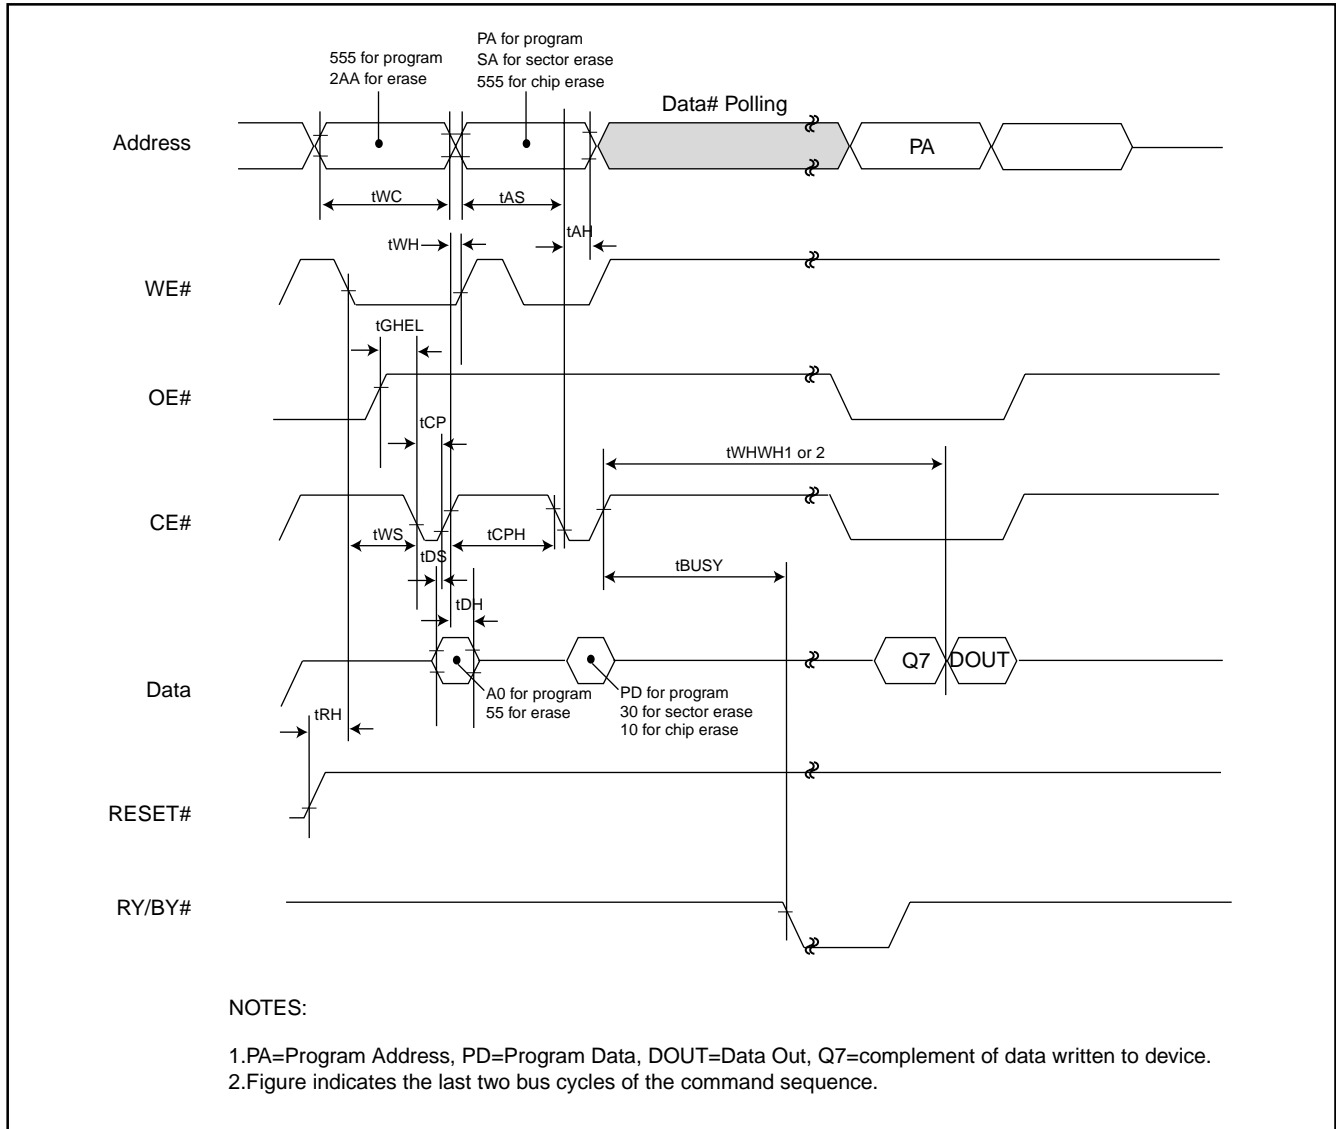 555 for program
2AA for erase
PA for program
SA for sector erase
555 for chip erase
Data# Polling
Address
PA
tWC
tAS
tWH
tAH
WE#
tGHEL
OE#
tCP
tWHWH1 or 2
CE#
tWS
tCPH
tDS
tBUSY
tDH
Data
Q7
DOUT
A0 for program
55 for erase
PD for program
30 for sector erase
10 for chip erase
tRH
RESET#
RY/BY#
NOTES:
1.PA=Program Address, PD=Program Data, DOUT=Data Out, Q7=complement of data written to device.
2.Figure indicates the last two bus cycles of the command sequence.